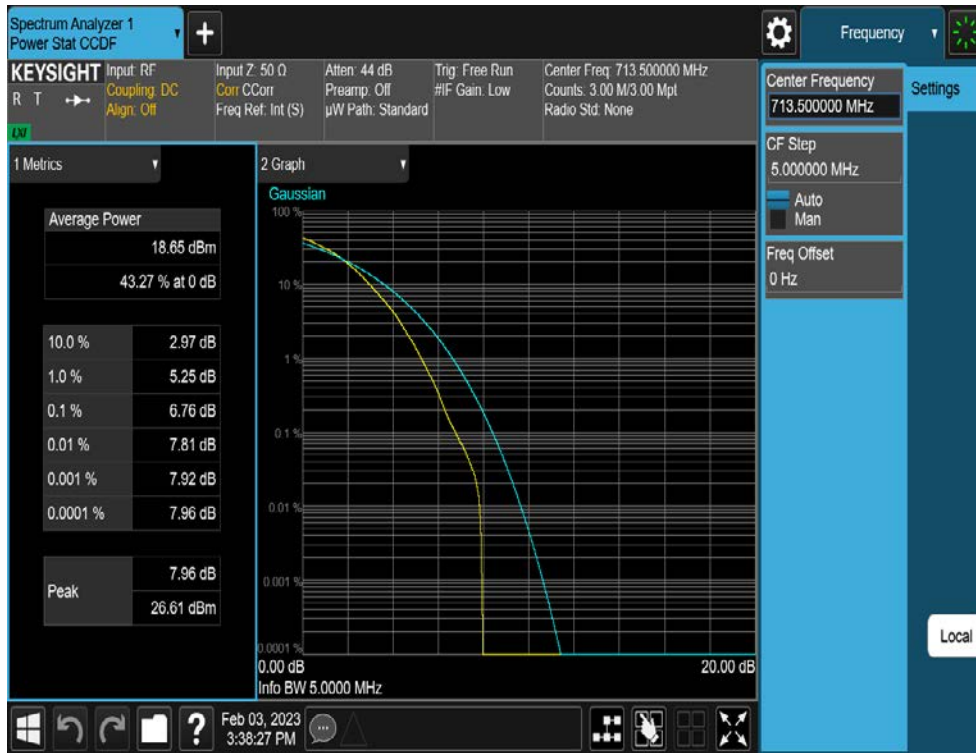 Spectrum Analyzer 1
Power Stat CCDF
+
Frequency
KEYSIGHT
R T
LXI
Input: RF
Coupling: DC
Align: Off
Input Z: 50 Ω
Corr CCorr
Freq Ref: Int (S)
Atten: 44 dB
Preamp: Off
µW Path: Standard
Trig: Free Run
#IF Gain: Low
Center Freq: 713.500000 MHz
Counts: 3.00 M/3.00 Mpt
Radio Std: None
Center Frequency
713.500000 MHz
Settings
CF Step
5.000000 MHz
Auto
Man
Freq Offset
0 Hz
Local
1 Metrics
Average Power
18.65 dBm
43.27 % at 0 dB
10.0 % 2.97 dB
1.0 % 5.25 dB
0.1 % 6.76 dB
0.01 % 7.81 dB
0.001 % 7.92 dB
0.0001 % 7.96 dB
Peak
7.96 dB
26.61 dBm
2 Graph
Gaussian
100 %
10 %
1 %
0.1 %
0.01 %
0.001 %
0.0001 %
0.00 dB 20.00 dB
Info BW 5.0000 MHz
?
Feb 03, 2023
3:38:27 PM